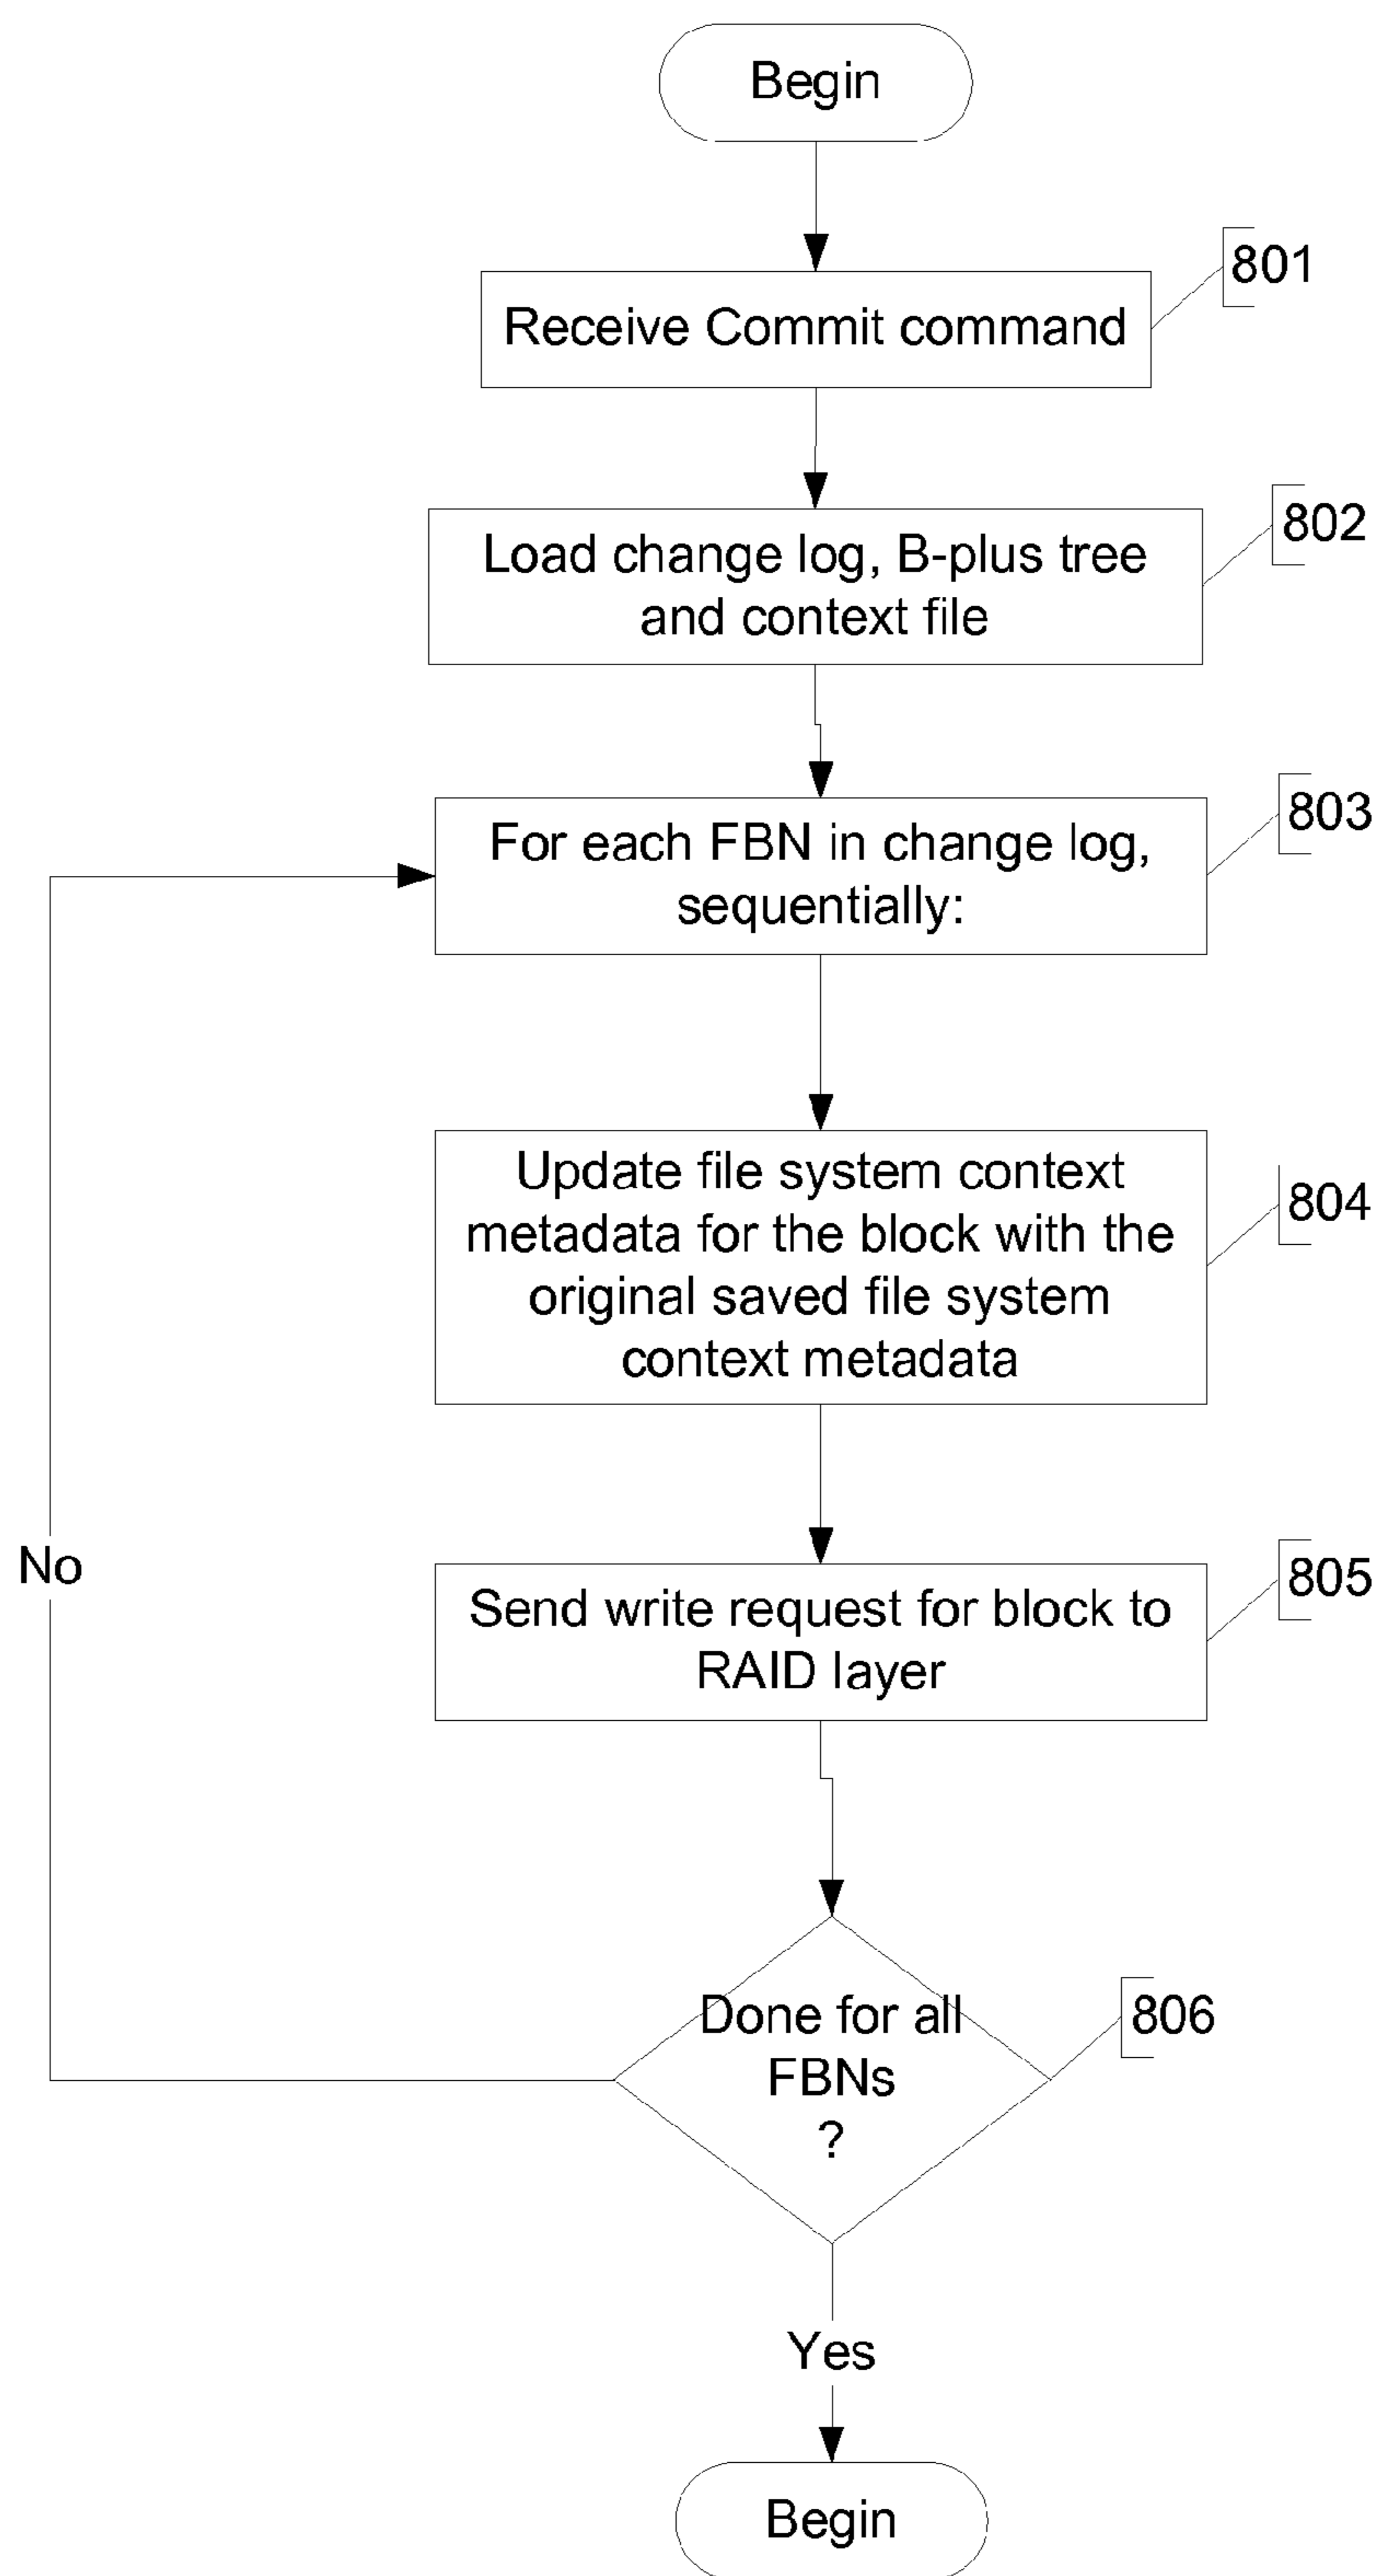 Begin
801
Receive Commit command
802
Load change log, B-plus tree
and context file
803
For each FBN in change log,
sequentially:
804
Update file system context
metadata for the block with the
original saved file system
context metadata
No
805
Send write request for block to
RAID layer
806
Done for all
FBNs
?
Yes
Begin